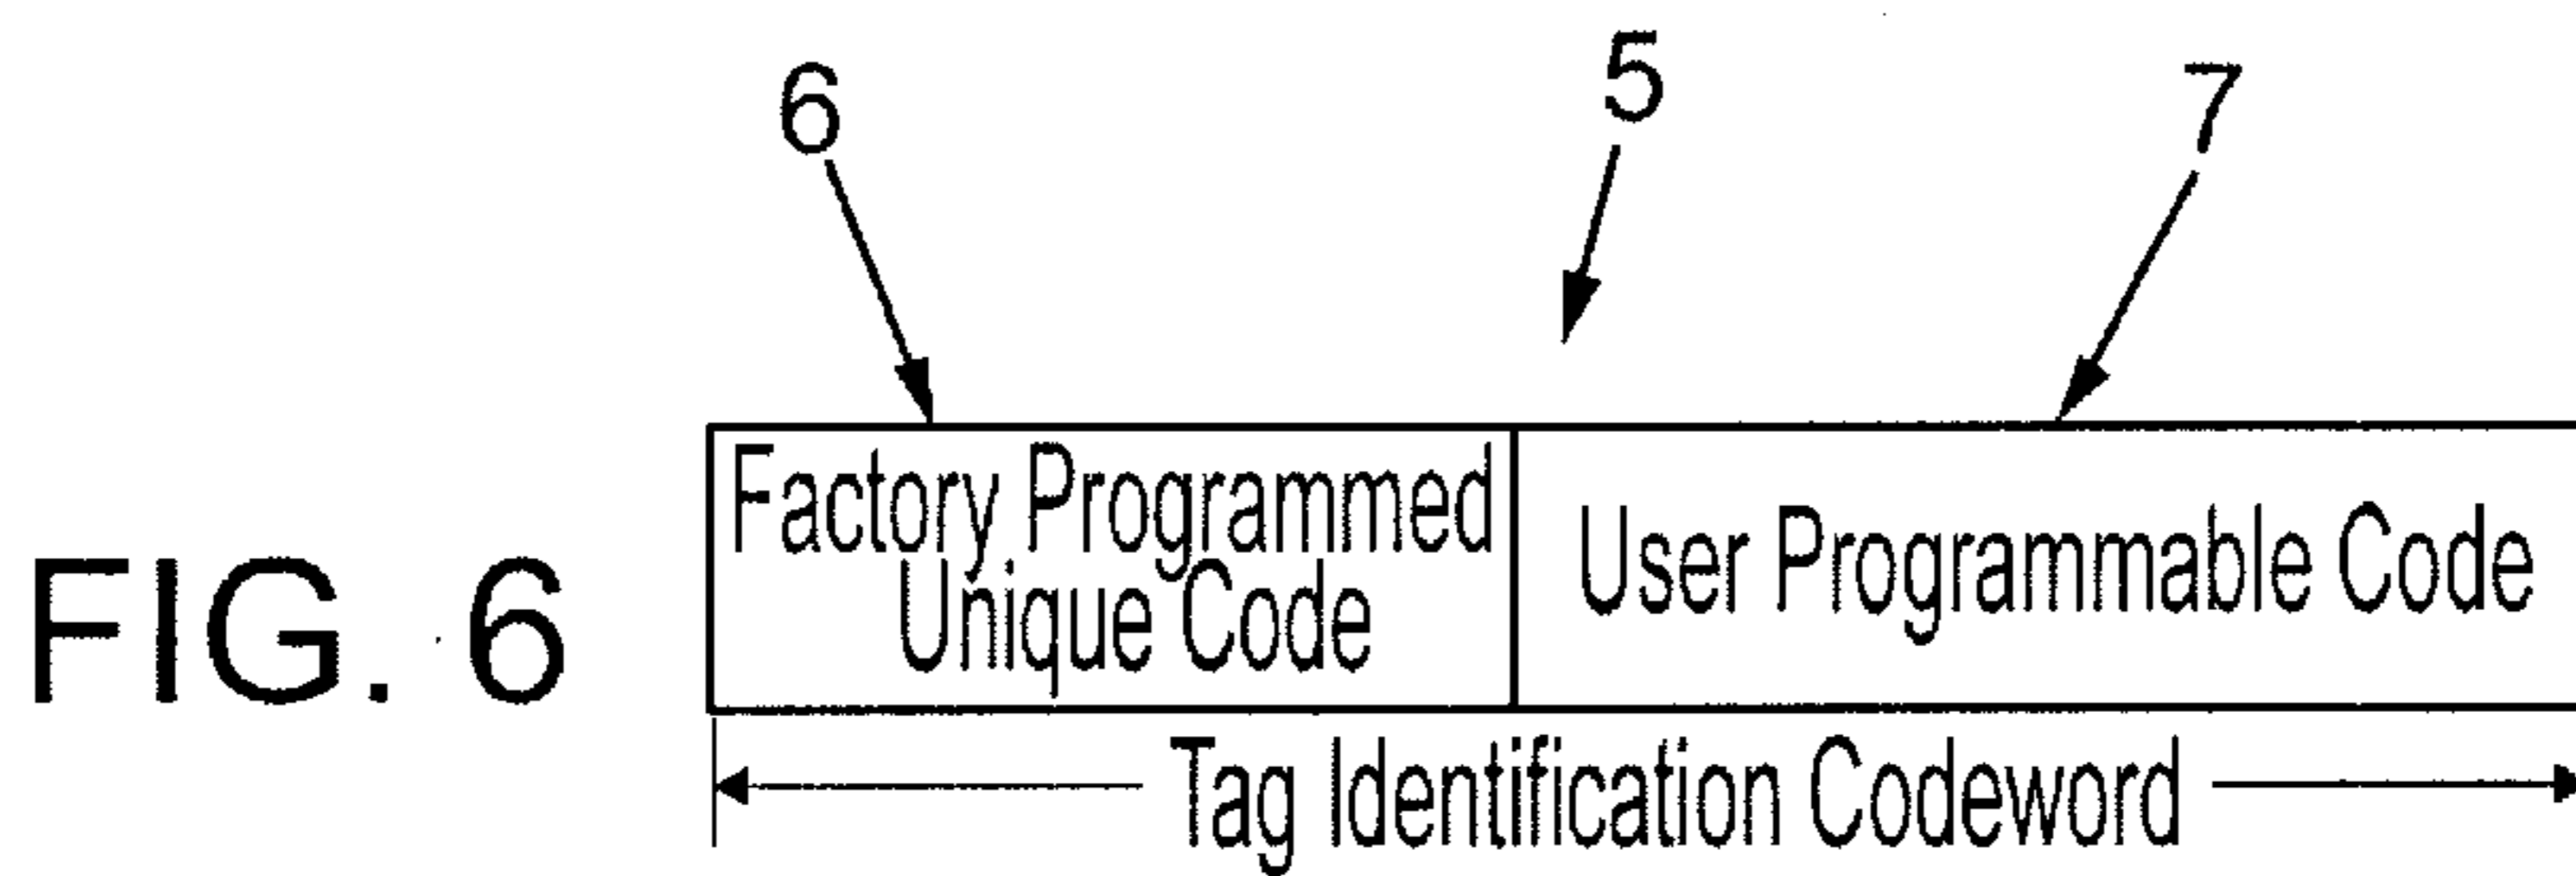 6 5 7
Factory Programmed
Unique Code
User Programmable Code
FIG. 6
Tag Identification Codeword